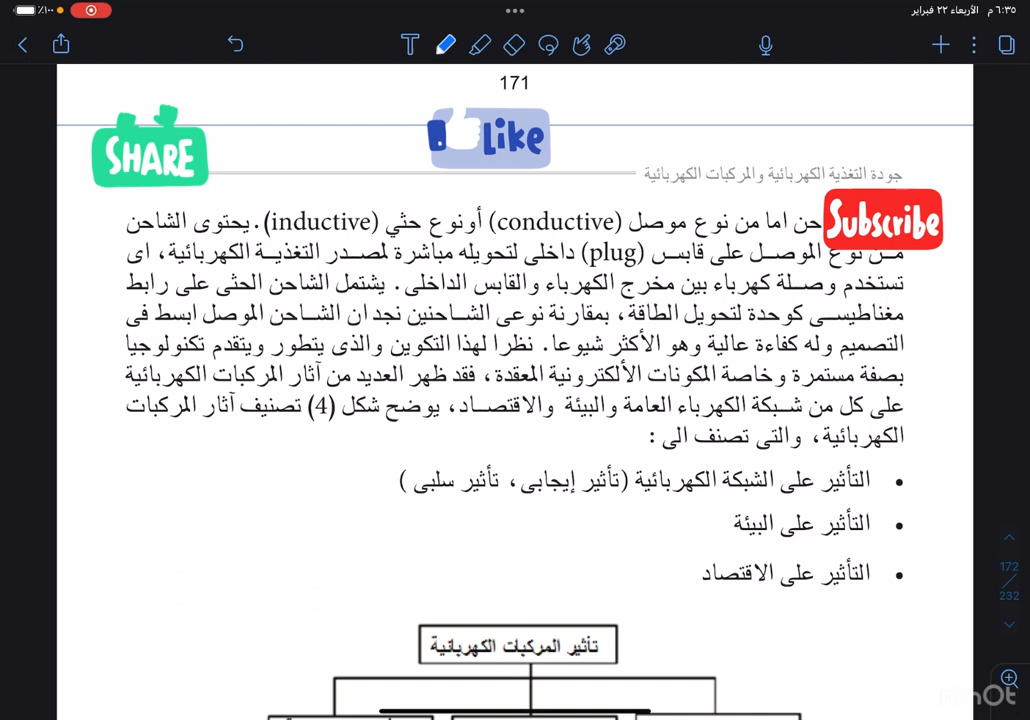 ٦:٣٥ م الأربعاء ٢٢ فبراير
٪١٠٠
171
SHARE
Like
جودة التغذية الكهربائية والمركبات الكهربائية
Subscribe
حن اما من نوع موصل (conductive) أونوع حثي (inductive). يحتوى الشاحن
من نوع الموصل على قابس (plug) داخلى لتحويله مباشرة لمصدر التغذية الكهربائية، اى
تستخدم وصلة كهرباء بين مخرج الكهرباء والقابس الداخلى. يشتمل الشاحن الحثى على رابط
مغناطيسى كوحدة لتحويل الطاقة، بمقارنة نوعى الشاحنين نجد ان الشاحن الموصل ابسط فى
التصميم وله كفاءة عالية وهو الأكثر شيوعا. نظرا لهذا التكوين والذى يتطور ويتقدم تكنولوجيا
بصفة مستمرة وخاصة المكونات الألكترونية المعقدة، فقد ظهر العديد من آثار المركبات الكهربائية
على كل من شبكة الكهرباء العامة والبيئة والاقتصاد، يوضح شكل (4) تصنيف آثار المركبات
الكهربائية، والتى تصنف الى :
• التأثير على الشبكة الكهربائية (تأثير إيجابى، تأثير سلبى )
• التأثير على البيئة
• التأثير على الاقتصاد
172
232
تأثير المركبات الكهربائية